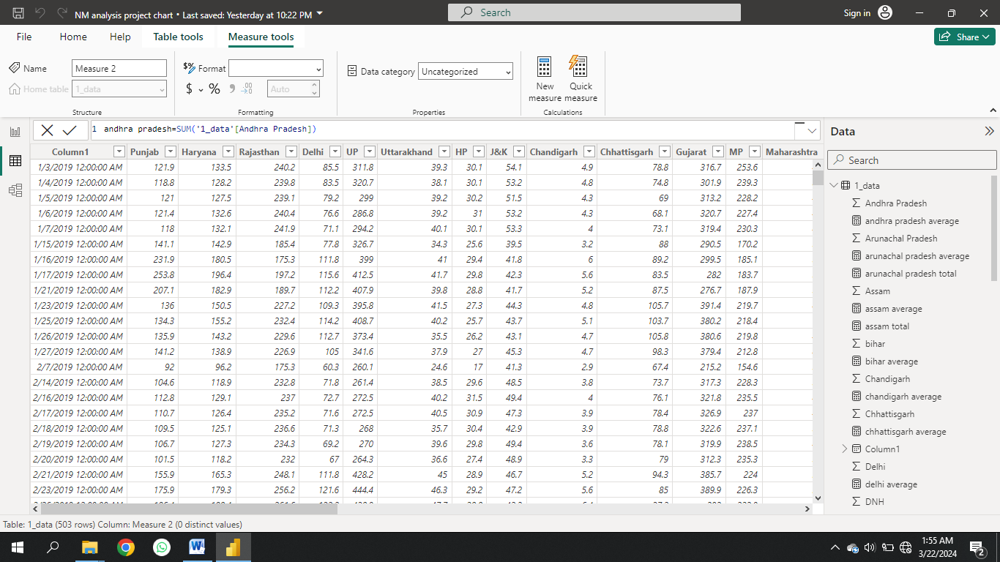 NM analysis project chart • Last saved: Yesterday at 10:22 PM
Search
Sign in
File Home Help Table tools Measure tools
Share
Name Measure 2
Home table 1_data
Structure
$% Format
$ % 9 .00
Auto
Formatting
Data category Uncategorized
Properties
New measure
Quick measure
Calculations
1 andhra pradesh=SUM('1_data'[Andhra Pradesh])
Column1 Punjab Haryana Rajasthan Delhi UP Uttarakhand HP J&K Chandigarh Chhattisgarh Gujarat MP Maharashtra
1/3/2019 12:00:00 AM 121.9 133.5 240.2 85.5 311.8 39.3 30.1 54.1 4.9 78.8 316.7 253.6
1/4/2019 12:00:00 AM 118.8 128.2 239.8 83.5 320.7 38.1 30.1 53.2 4.8 74.8 301.9 239.3
1/5/2019 12:00:00 AM 121 127.5 239.1 79.2 299 39.2 30.2 51.5 4.3 69 313.2 228.2
1/6/2019 12:00:00 AM 121.4 132.6 240.4 76.6 286.8 39.2 31 53.2 4.3 68.1 320.7 227.4
1/7/2019 12:00:00 AM 118 132.1 241.9 71.1 294.2 40.1 30.1 53.3 4 73.1 319.4 230.3
1/15/2019 12:00:00 AM 141.1 142.9 185.4 77.8 326.7 34.3 25.6 39.5 3.2 88 290.5 170.2
1/16/2019 12:00:00 AM 231.9 180.5 175.3 111.8 399 41 29.4 41.8 6 89.2 299.5 185.1
1/17/2019 12:00:00 AM 253.8 196.4 197.2 115.6 412.5 41.7 29.8 42.3 5.6 83.5 282 183.7
1/21/2019 12:00:00 AM 207.1 182.9 189.7 112.2 407.9 39.8 28.8 41.7 5.2 87.5 276.7 187.9
1/23/2019 12:00:00 AM 136 150.5 227.2 109.3 395.8 41.5 27.3 44.3 4.8 105.7 391.4 219.7
1/25/2019 12:00:00 AM 134.3 155.2 232.4 114.2 408.7 40.2 25.7 43.7 5.1 103.7 380.2 218.4
1/26/2019 12:00:00 AM 135.9 143.2 229.6 112.7 373.4 35.5 26.2 43.1 4.7 105.8 380.6 219.8
1/27/2019 12:00:00 AM 141.2 138.9 226.9 105 341.6 37.9 27 45.3 4.7 98.3 379.4 212.8
2/7/2019 12:00:00 AM 92 96.2 175.3 60.3 260.1 24.6 17 41.3 2.9 67.4 215.2 154.6
2/14/2019 12:00:00 AM 104.6 118.9 232.8 71.8 261.4 38.5 29.6 48.5 3.8 73.7 317.3 228.3
2/16/2019 12:00:00 AM 112.8 129.1 237 72.7 272.5 40.2 31.5 49.4 4 76.1 321.8 235.5
2/17/2019 12:00:00 AM 110.7 126.4 235.2 71.6 272.5 40.5 30.9 47.3 3.9 78.4 326.9 237
2/18/2019 12:00:00 AM 109.5 125.1 236.6 71.3 268 35.7 30.4 42.9 3.9 78.8 322.6 237.1
2/19/2019 12:00:00 AM 106.7 127.3 234.3 69.2 270 39.6 29.8 49.4 3.6 78.1 319.9 238.5
2/20/2019 12:00:00 AM 101.5 118.2 232 67 264.3 36.6 27.4 48.9 3.3 79 312.3 235.3
2/21/2019 12:00:00 AM 155.9 165.3 248.1 111.8 428.2 45 28.9 46.7 5.2 94.3 385.7 224
2/23/2019 12:00:00 AM 175.9 179.3 256.2 121.6 444.4 46.3 29.2 47.2 5.6 85 389.9 226.3
Data
Search
1_data
Andhra Pradesh
andhra pradesh average
Arunachal Pradesh
arunachal pradesh average
arunachal pradesh total
Assam
assam average
assam total
bihar
bihar average
Chandigarh
chandigarh average
Chhattisgarh
chhattisgarh average
Column1
Delhi
delhi average
DNH
Table: 1_data (503 rows) Column: Measure 2 (0 distinct values)
1:55 AM
3/22/2024
2